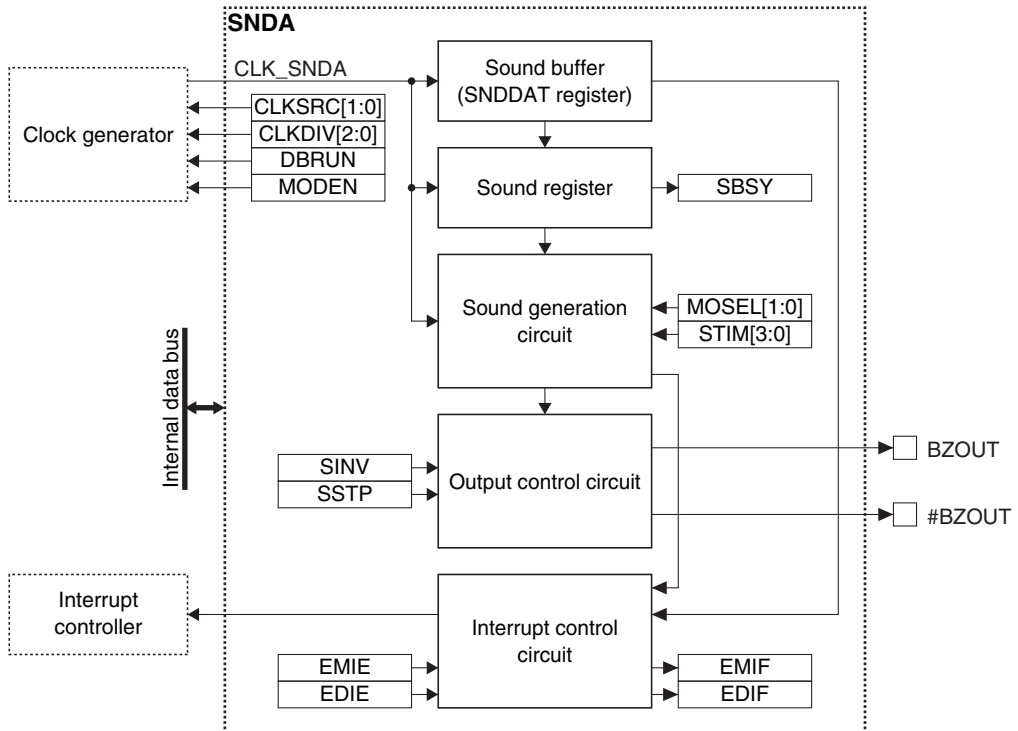 SNDA
CLK_SNDA
Clock generator
CLKSRC[1:0]
CLKDIV[2:0]
DBRUN
MODEN
Sound buffer
(SNDDAT register)
Sound register
SBSY
Sound generation
circuit
MOSEL[1:0]
STIM[3:0]
Internal data bus
SINV
SSTP
Output control circuit
BZOUT
#BZOUT
Interrupt
controller
Interrupt control
circuit
EMIE
EDIE
EMIF
EDIF